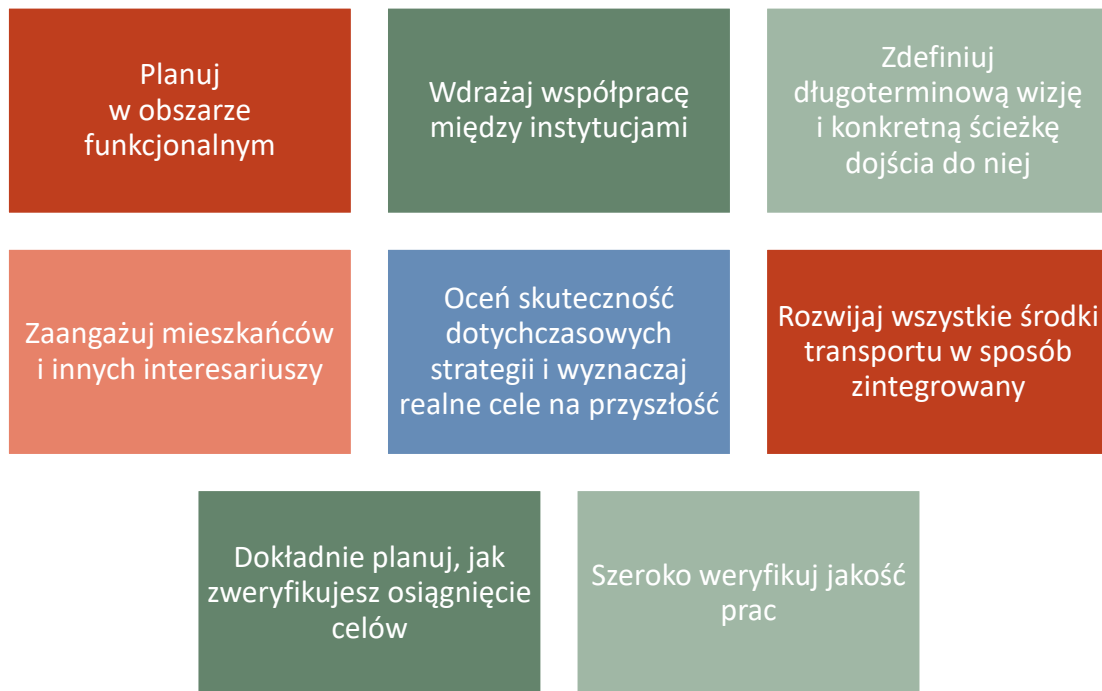 Planuj
w obszarze
funkcjonalnym
Wdrażaj współpracę
między instytucjami
Zdefiniuj
długoterminową wizję
i konkretną ścieżkę
dojścia do niej
Zaangażuj mieszkańców
i innych interesariuszy
Oceń skuteczność
dotychczasowych
strategii i wyznaczaj
realne cele na przyszłość
Rozwijaj wszystkie środki
transportu w sposób
zintegrowany
Dokładnie planuj, jak
zweryfikujesz osiągnięcie
celów
Szeroko weryfikuj jakość
prac